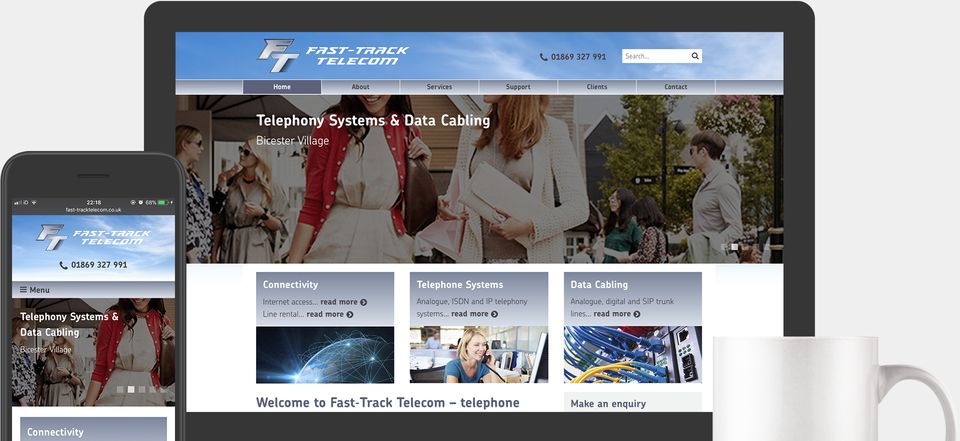 FT FAST-TRACK
TELECOM
01869 327 991
Search...
Home About Services Support Clients Contact
Telephony Systems & Data Cabling
Bicester Village
Connectivity
Internet access... read more
Line rental... read more
Telephone Systems
Analogue, ISDN and IP telephony
systems... read more
Data Cabling
Analogue, digital and SIP trunk
lines... read more
Welcome to Fast-Track Telecom – telephone
Make an enquiry
iD 22:18 68%
fast-tracktelecom.co.uk
FT FAST-TRACK
TELECOM
01869 327 991
Menu
Telephony Systems &
Data Cabling
Bicester Village
Connectivity